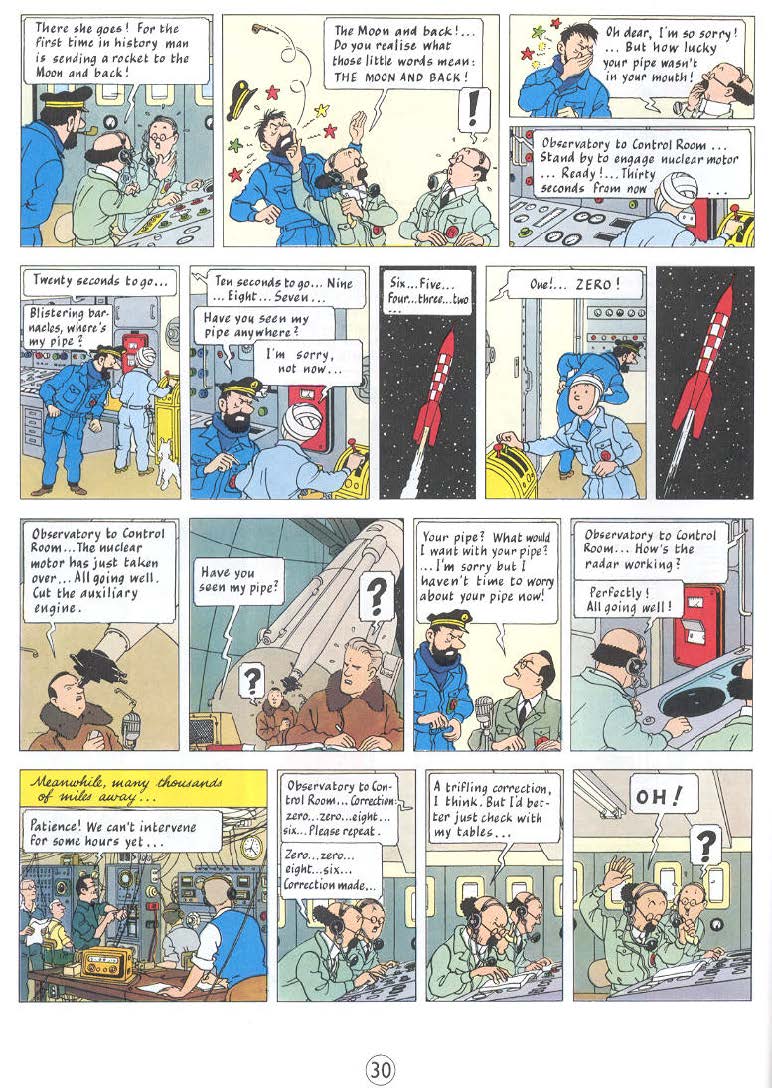 There she goes! For the
first time in history man
is sending a rocket to the
Moon and back!
The Moon and back!...
Do you realise what
those little words mean:
THE MOON AND BACK!
!
Oh dear, I'm so sorry!
... But how lucky
your pipe wasn't
in your mouth!
Observatory to Control Room ...
Stand by to engage nuclear motor
... Ready!... Thirty
seconds from now ...
Twenty seconds to go...
Blistering bar-
nacles, where's
my pipe?
Ten seconds to go... Nine
... Eight... Seven...
Have you seen my
pipe anywhere?
I'm sorry,
not now...
Six...Five...
Four...three...two
...
One!... ZERO!
Observatory to Control
Room...The nuclear
motor has just taken
over... All going well.
Cut the auxiliary
engine.
Have you
seen my pipe?
?
?
Your pipe? What would
I want with your pipe?
...I'm sorry but I
haven't time to worry
about your pipe now!
Observatory to Control
Room... How's the
radar working?
Perfectly!
All going well!
Meanwhile, many thousands
of miles away...
Patience! We can't intervene
for some hours yet...
Observatory to Con-
trol Room... Correction:
zero...zero...eight...
six... Please repeat.
Zero...zero...
eight...six...
Correction made...
A trifling correction,
I think. But I'd bet-
ter just check with
my tables...
OH!
?
30